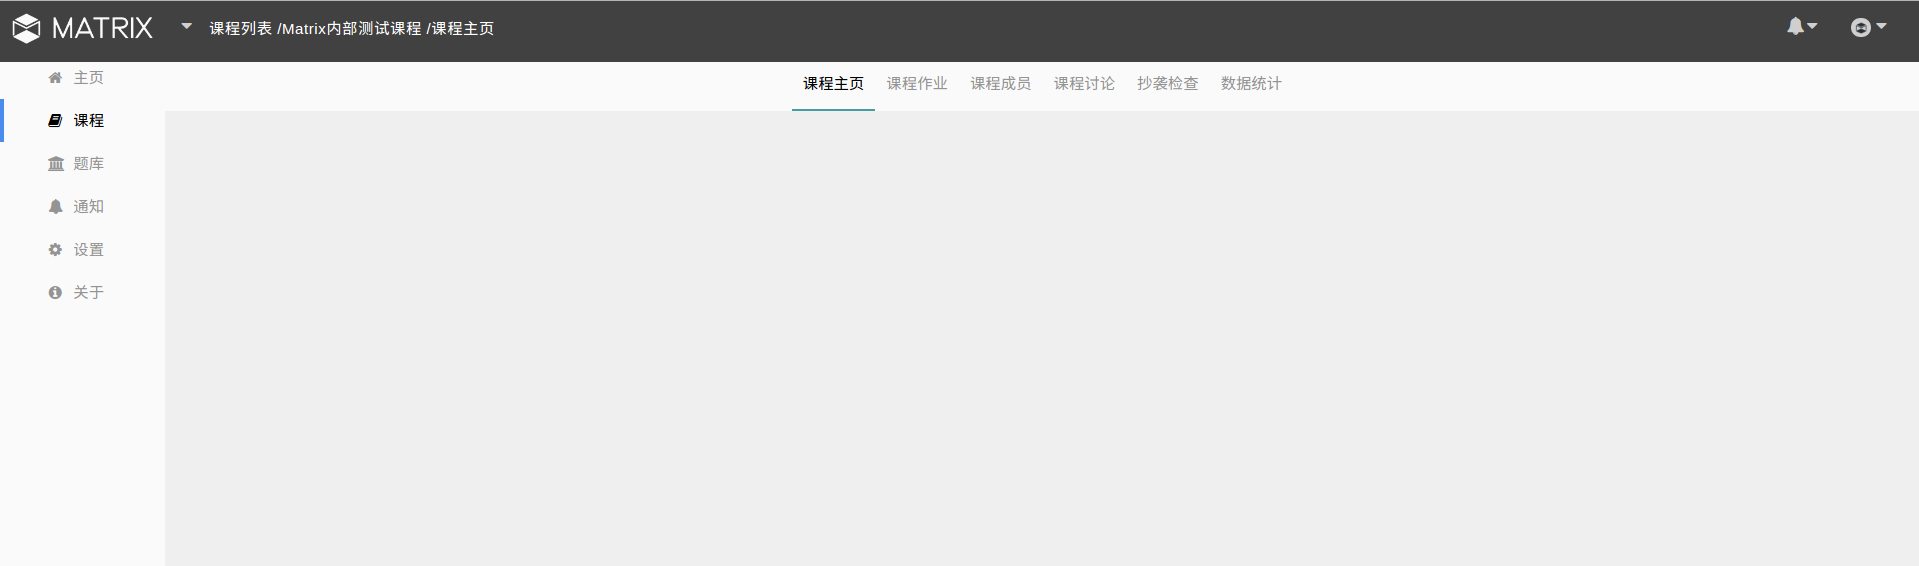 MATRIX 课程列表 /Matrix内部测试课程 /课程主页
课程主页 课程作业 课程成员 课程讨论 抄袭检查 数据统计
主页
课程
题库
通知
设置
关于